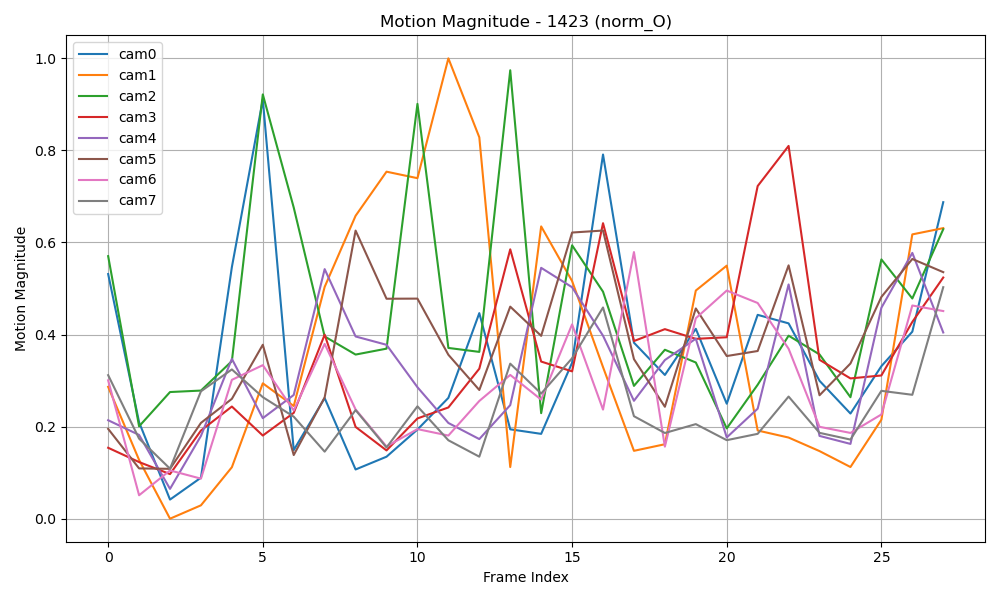 Motion Magnitude - 1423 (norm_O)
cam0
cam1
cam2
cam3
cam4
cam5
cam6
cam7
Motion Magnitude
1.0
0.8
0.6
0.4
0.2
0.0
0 5 10 15 20 25
Frame Index